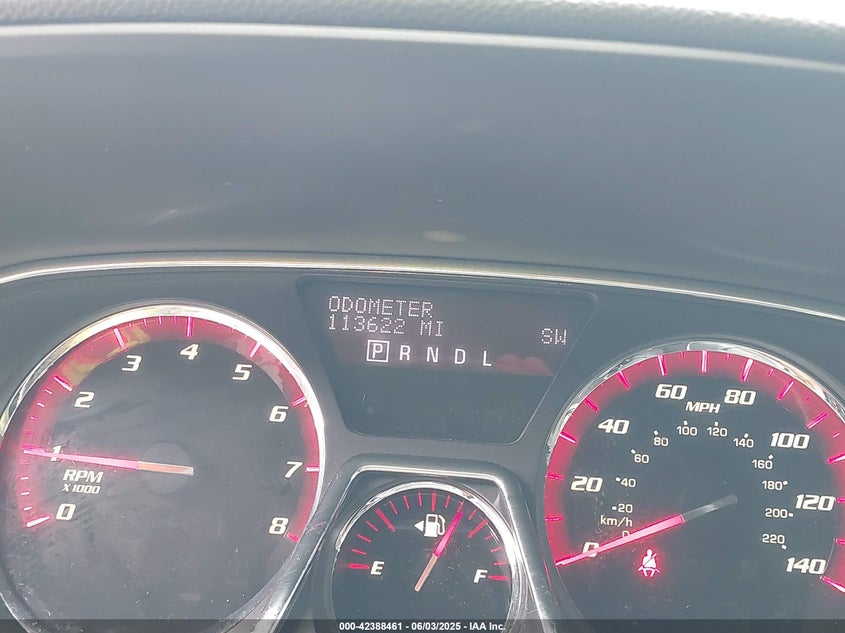 ODOMETER
113622 MI
SW
P R N D L
0 1 2 3 4 5 6 7 8
RPM
X1000
E F
0 20 40 60 80 100 120 140
MPH
0 20 40 60 80 100 120 140 160 180 200 220
km/h
000-42388461 - 06/03/2025 - IAA Inc.